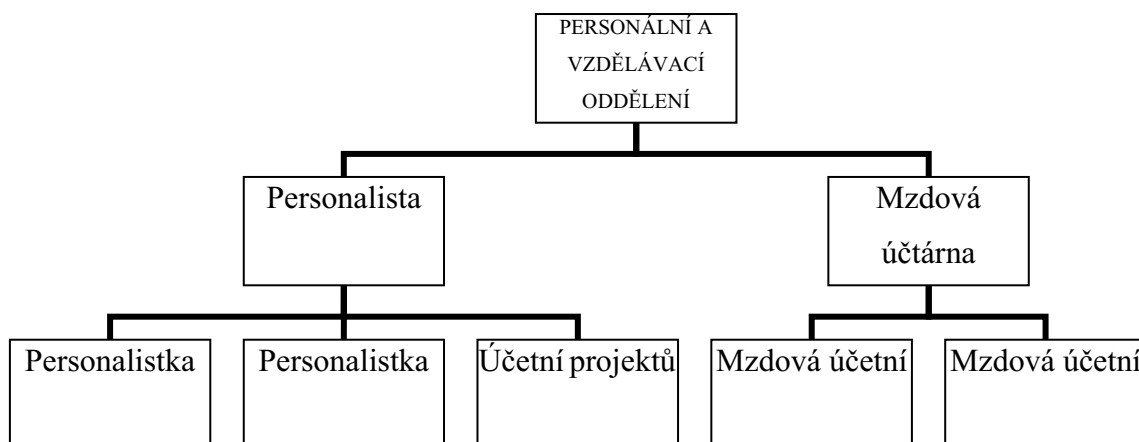 PERSONÁLNÍ A
VZDĚLÁVACÍ
ODDĚLENÍ
Personalista
Mzdová
účtárna
Personalistka
Personalistka
Účetní projektů
Mzdová účetní
Mzdová účetní